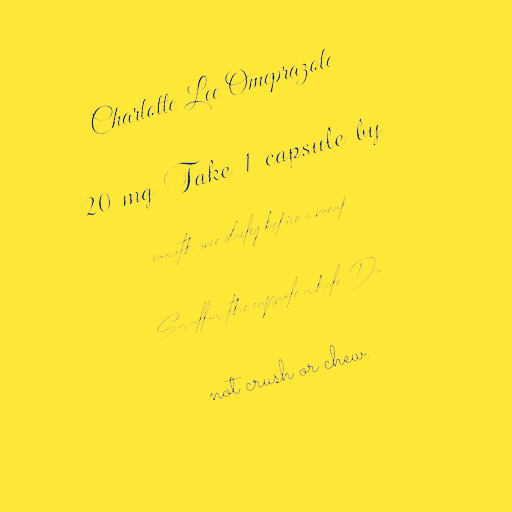 Charlotte Lee Omeprazole
20 mg Take 1 capsule by
mouth once daily before a meal
Swallow the capsule whole Do
not crush or chew.